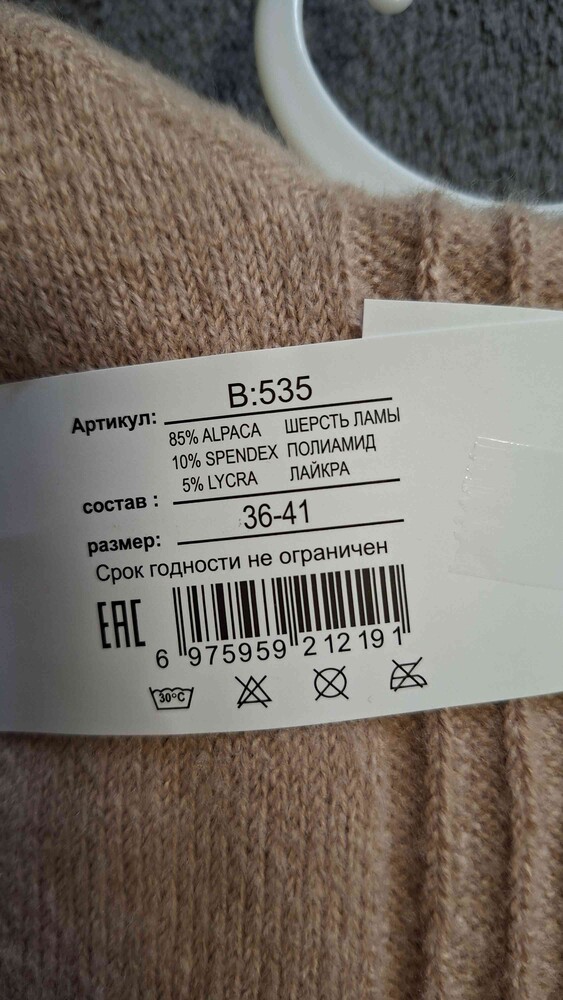 Артикул: B:535
85% ALPACA ШЕРСТЬ ЛАМЫ
10% SPENDEX ПОЛИАМИД
состав : 5% LYCRA ЛАЙКРА
размер: 36-41
Срок годности не ограничен
EAC
6 975959 212191
30°C